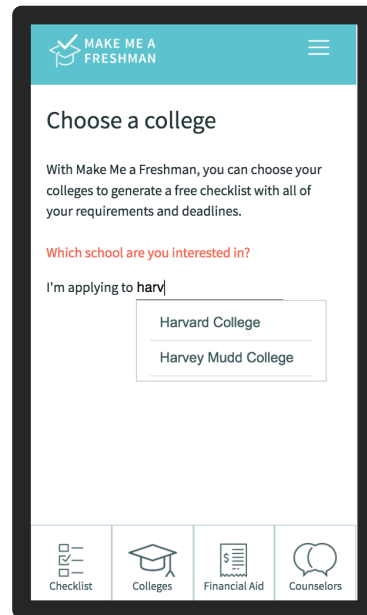 MAKE ME A
FRESHMAN
Choose a college
With Make Me a Freshman, you can choose your
colleges to generate a free checklist with all of
your requirements and deadlines.
Which school are you interested in?
I'm applying to harv
Harvard College
Harvey Mudd College
$
Checklist Colleges Financial Aid Counselors